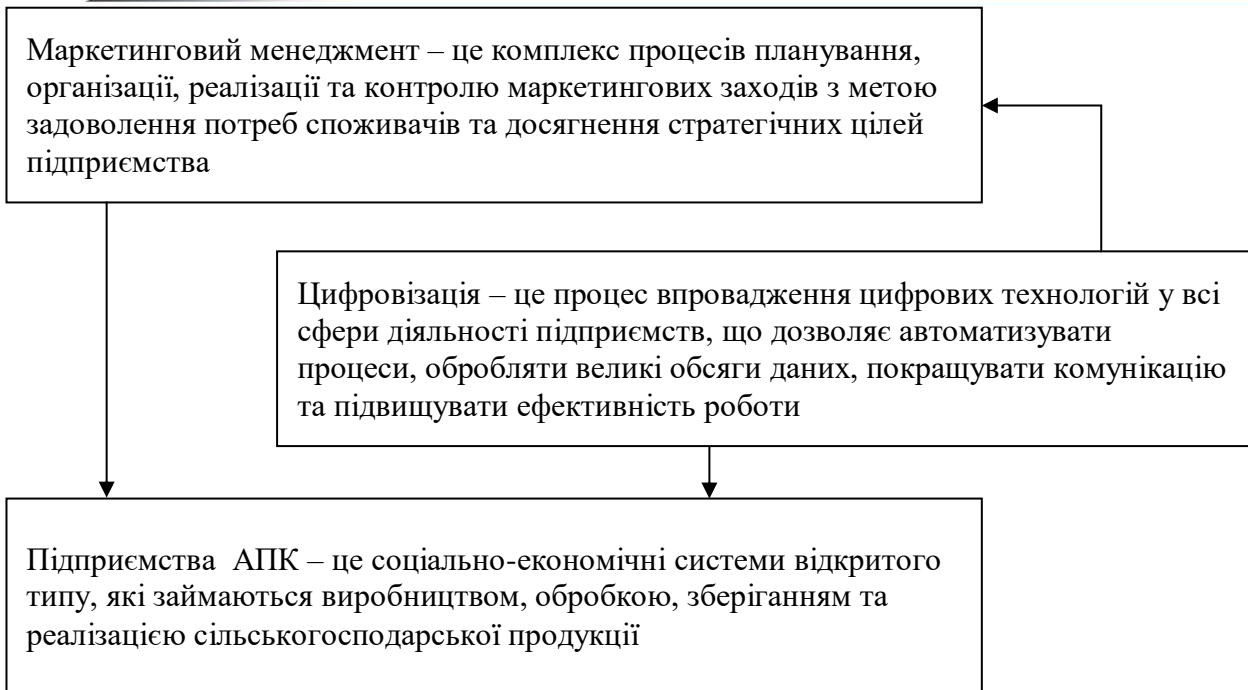 Маркетинговий менеджмент – це комплекс процесів планування,
організації, реалізації та контролю маркетингових заходів з метою
задоволення потреб споживачів та досягнення стратегічних цілей
підприємства
Цифровізація – це процес впровадження цифрових технологій у всі
сфери діяльності підприємств, що дозволяє автоматизувати
процеси, обробляти великі обсяги даних, покращувати комунікацію
та підвищувати ефективність роботи
Підприємства АПК – це соціально-економічні системи відкритого
типу, які займаються виробництвом, обробкою, зберіганням та
реалізацією сільськогосподарської продукції